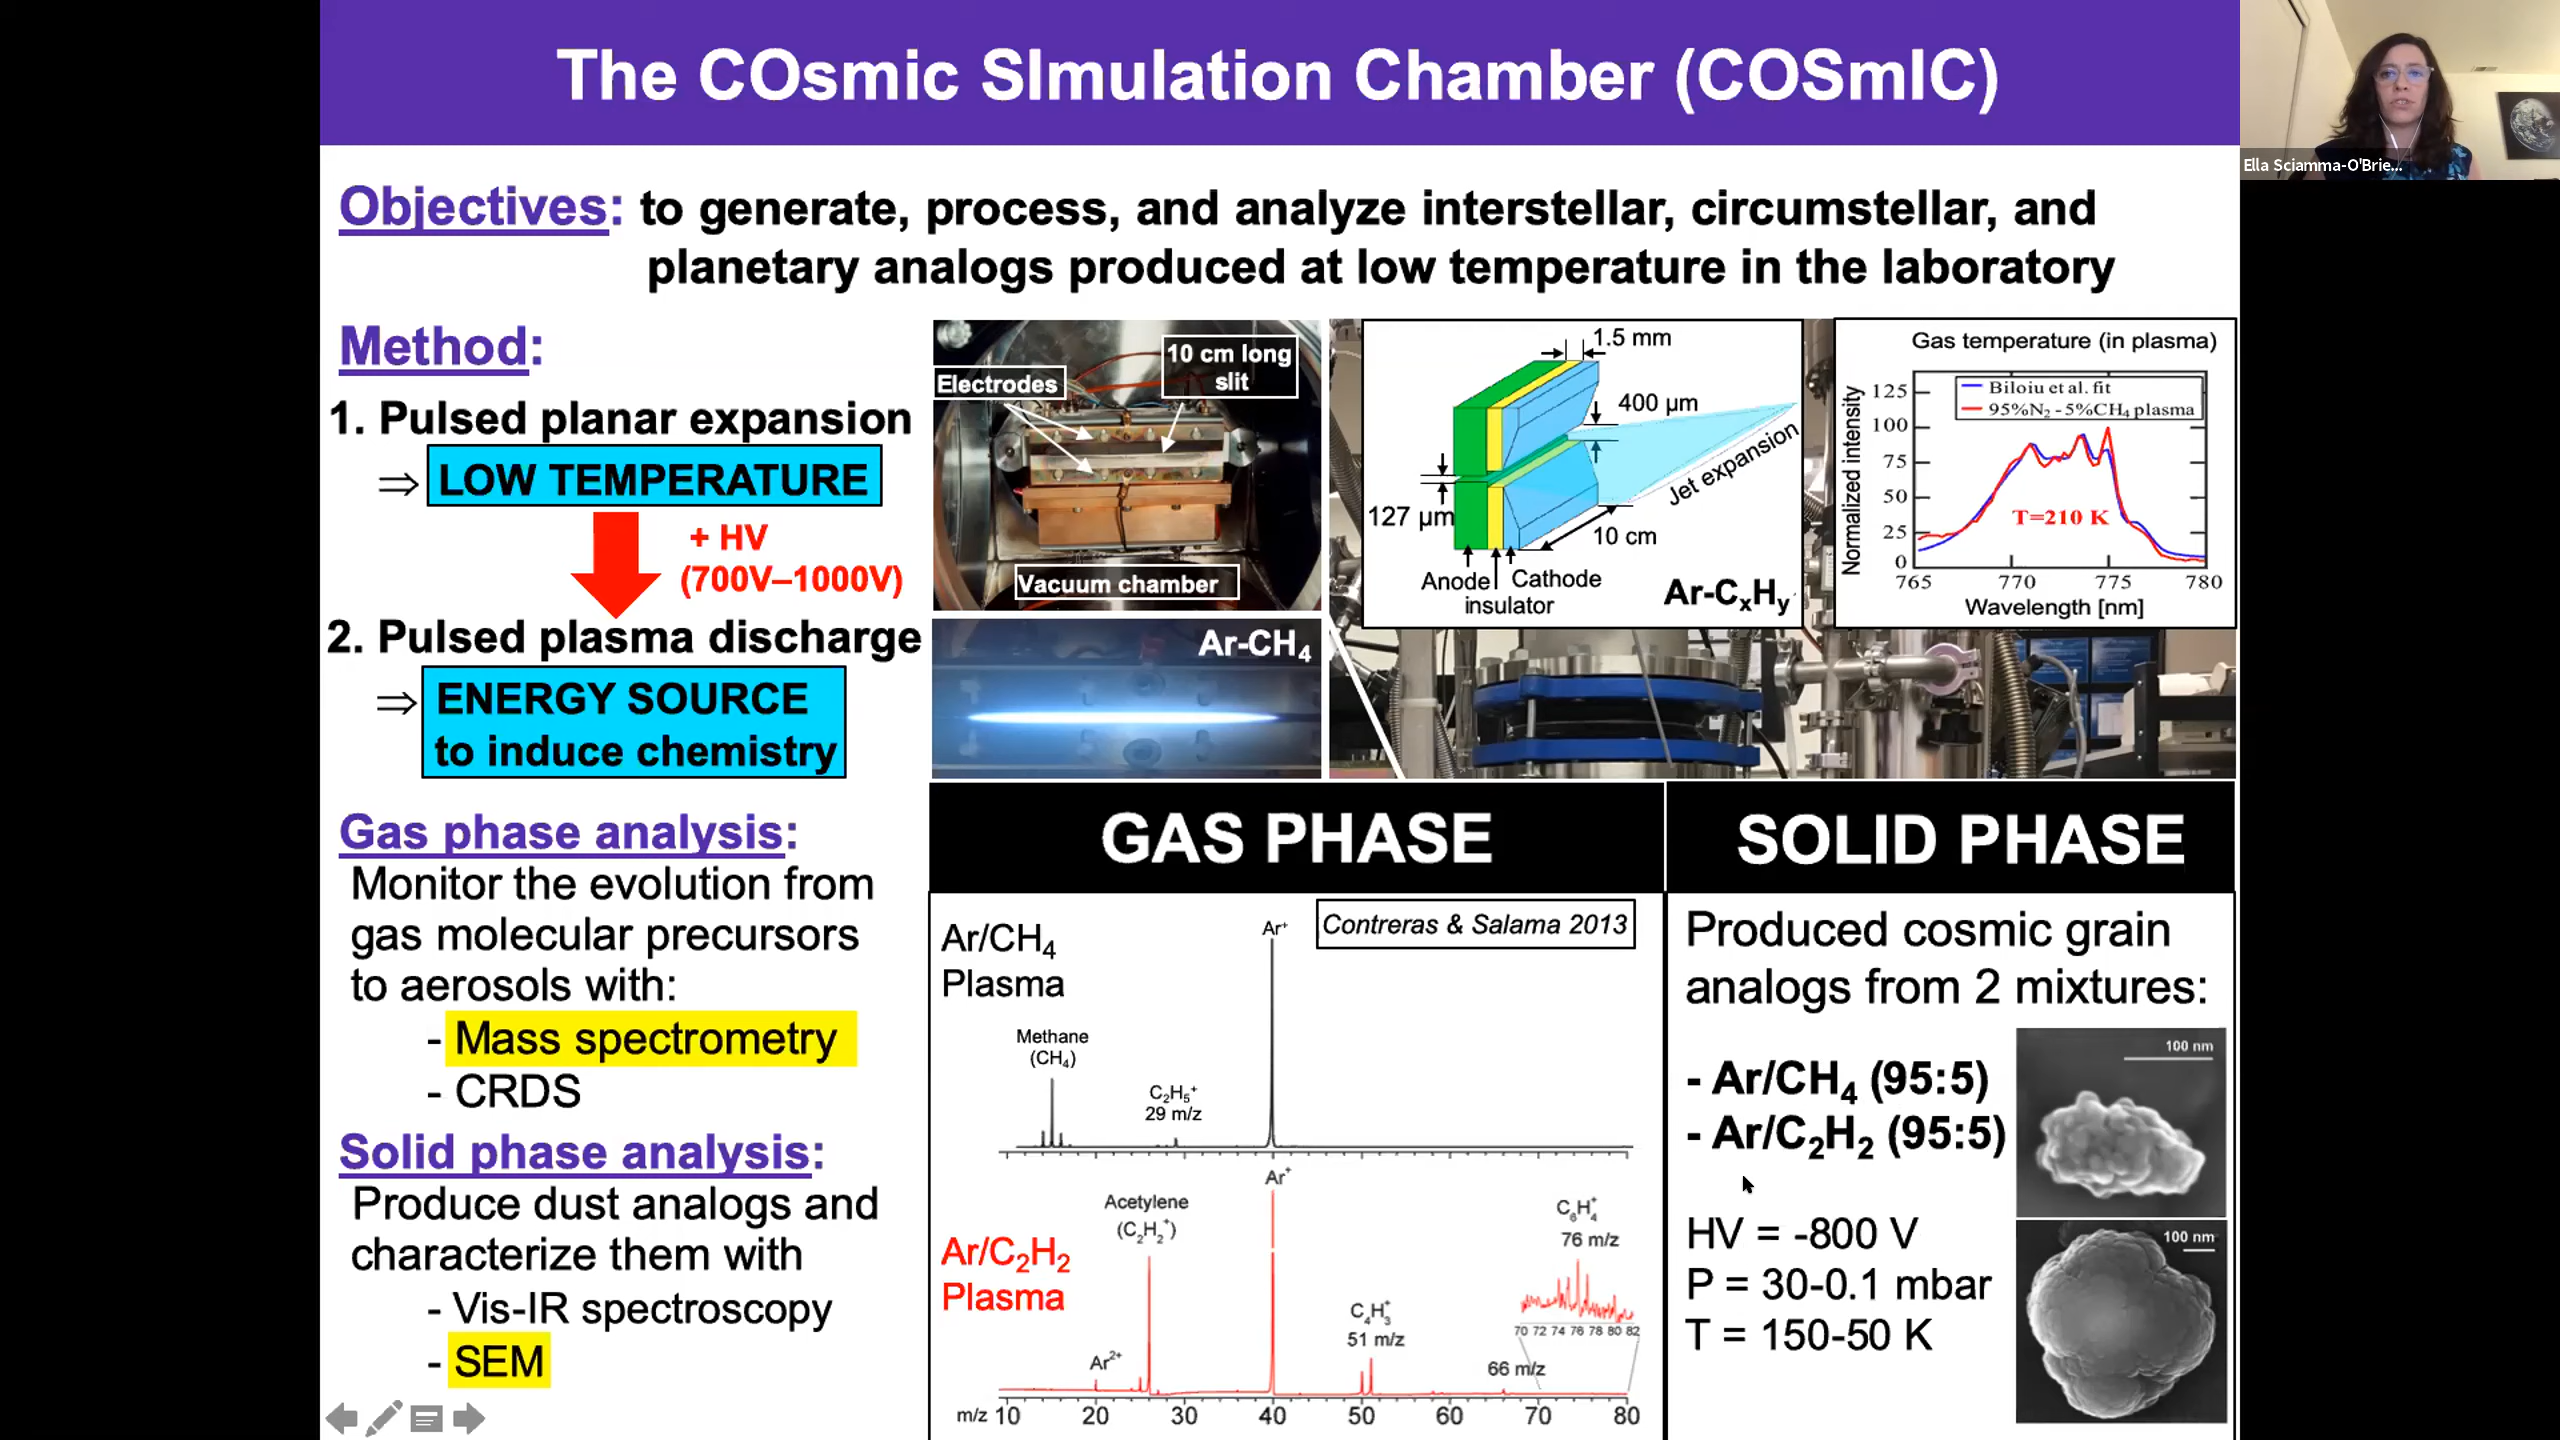 The COsmic SImulation Chamber (COSmIC)
Ella Sciamma-O'Brie...
Objectives: to generate, process, and analyze interstellar, circumstellar, and
planetary analogs produced at low temperature in the laboratory
Method:
1. Pulsed planar expansion
⇒ LOW TEMPERATURE
+ HV
(700V–1000V)
2. Pulsed plasma discharge
⇒ ENERGY SOURCE
to induce chemistry
Electrodes
10 cm long
slit
Vacuum chamber
Ar-CH₄
1.5 mm
400 µm
Jet expansion
127 µm
10 cm
Anode
Cathode
insulator
Ar-CₓHᵧ
Gas temperature (in plasma)
Normalized intensity
125
100
75
50
25
0
Biloiu et al. fit
95%N₂ - 5%CH₄ plasma
T=210 K
765 770 775 780
Wavelength [nm]
Gas phase analysis:
Monitor the evolution from
gas molecular precursors
to aerosols with:
- Mass spectrometry
- CRDS
Solid phase analysis:
Produce dust analogs and
characterize them with
- Vis-IR spectroscopy
- SEM
GAS PHASE
Contreras & Salama 2013
Ar/CH₄
Plasma
Ar⁺
Methane
(CH₄)
C₂H₅⁺
29 m/z
Ar/C₂H₂
Plasma
Ar⁺
Acetylene
(C₂H₂⁺)
Ar²⁺
C₄H₃⁺
51 m/z
66 m/z
C₆H₄⁺
76 m/z
70 72 74 76 78 80 82
m/z 10 20 30 40 50 60 70 80
SOLID PHASE
Produced cosmic grain
analogs from 2 mixtures:
- Ar/CH₄ (95:5)
- Ar/C₂H₂ (95:5)
HV = -800 V
P = 30-0.1 mbar
T = 150-50 K
100 nm
100 nm